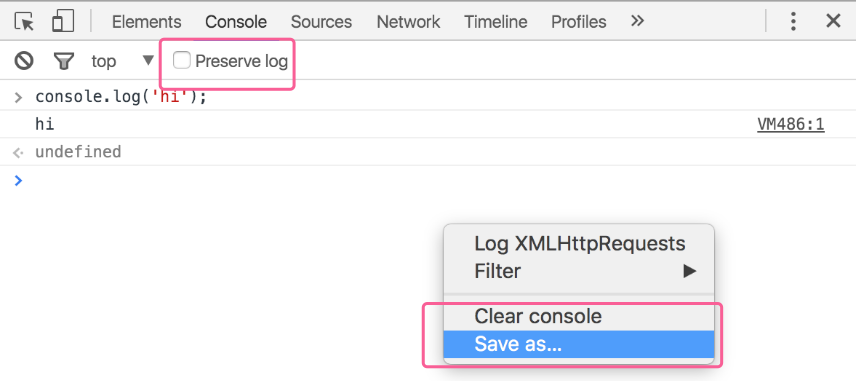 Elements Console Sources Network Timeline Profiles »
top ▼ Preserve log
> console.log('hi');
hi VM486:1
undefined
>
Log XMLHttpRequests
Filter ▶
Clear console
Save as...